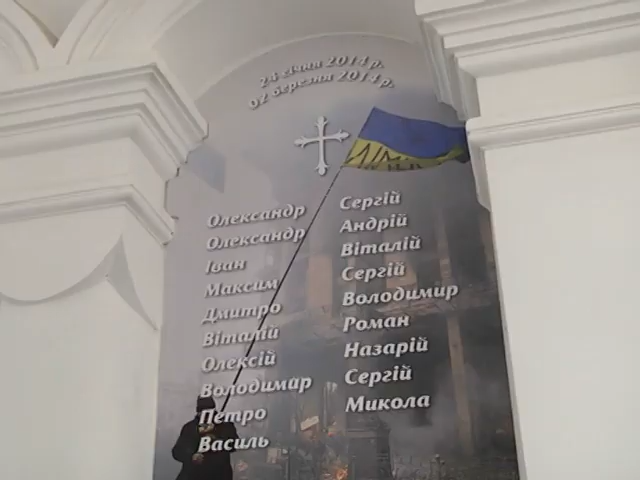 24 січня 2014 р.
02 березня 2014 р.
Олександр
Олександр
Іван
Максим
Дмитро
Віталій
Олексій
Володимир
Петро
Василь
Сергій
Андрій
Віталій
Сергій
Володимир
Роман
Назарій
Сергій
Микола